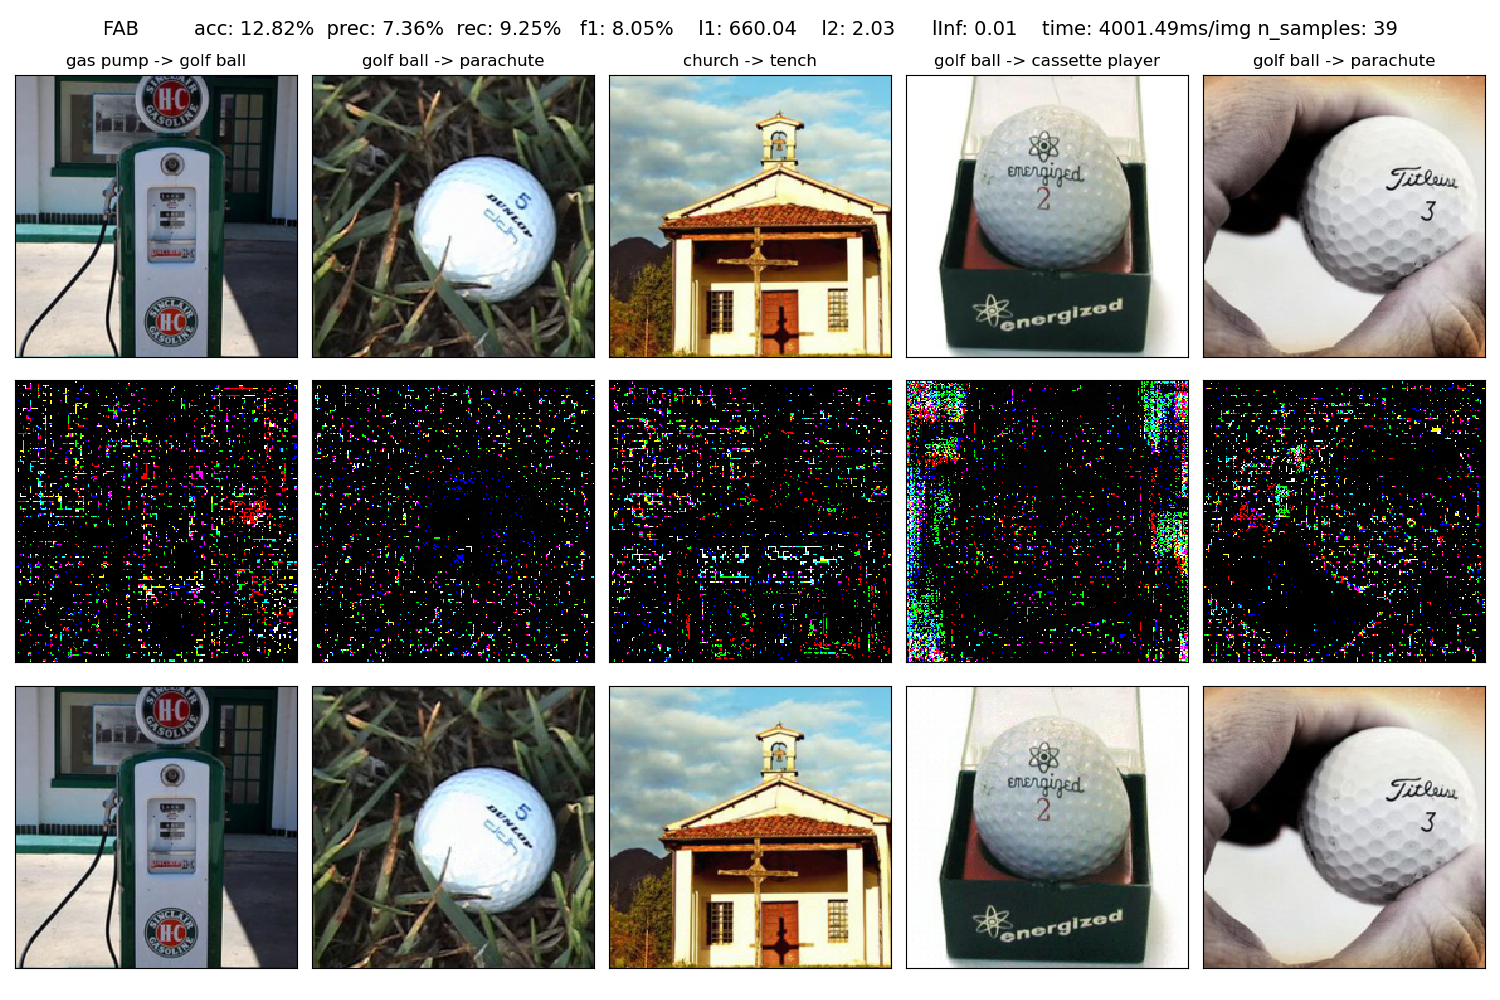 FAB acc: 12.82% prec: 7.36% rec: 9.25% f1: 8.05% l1: 660.04 l2: 2.03 lInf: 0.01 time: 4001.49ms/img n_samples: 39
gas pump -> golf ball
golf ball -> parachute
church -> tench
golf ball -> cassette player
golf ball -> parachute
H-C
GASOLINE
SINCLAIR
H-C
GASOLINE
5
DUNLOP
ddh
energized
2
energized
Titleist
3
H-C
GASOLINE
SINCLAIR
H-C
GASOLINE
5
DUNLOP
ddh
energized
2
energized
Titleist
3